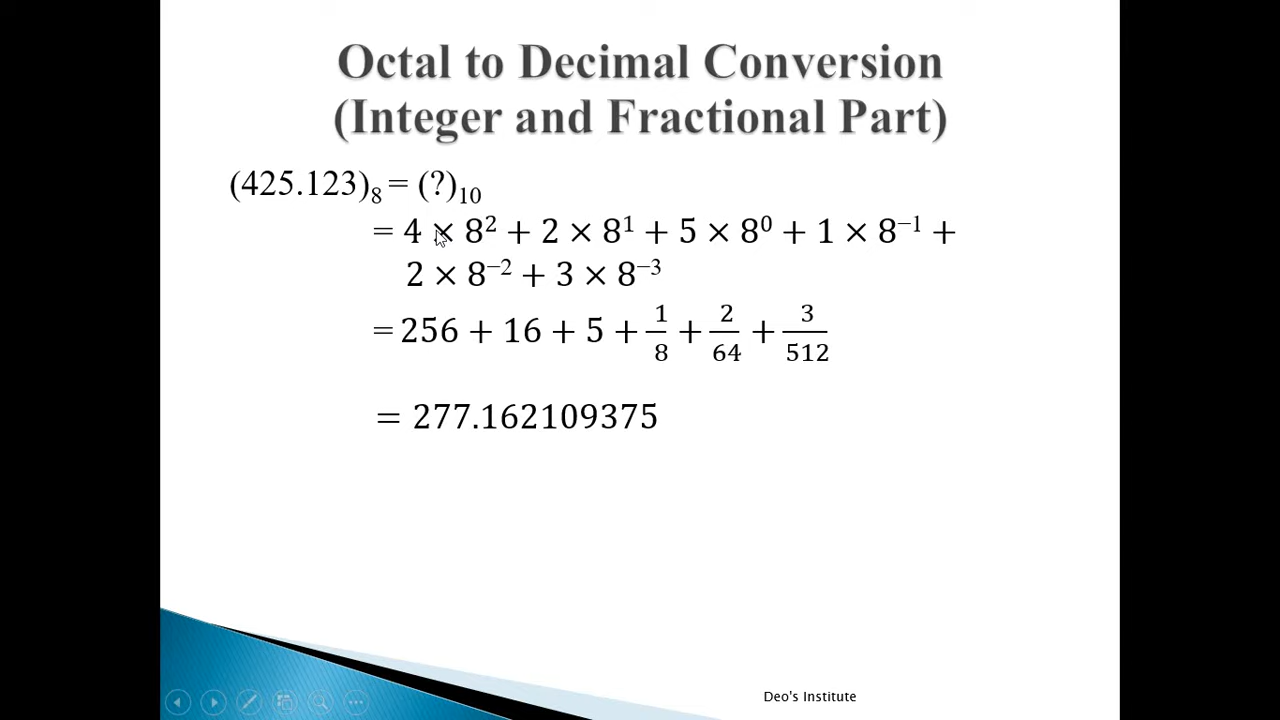 Octal to Decimal Conversion
(Integer and Fractional Part)
(425.123)₈ = (?)₁₀
= 4 × 8² + 2 × 8¹ + 5 × 8⁰ + 1 × 8⁻¹ +
2 × 8⁻² + 3 × 8⁻³
= 256 + 16 + 5 + 1/8 + 2/64 + 3/512
= 277.162109375
Deo's Institute